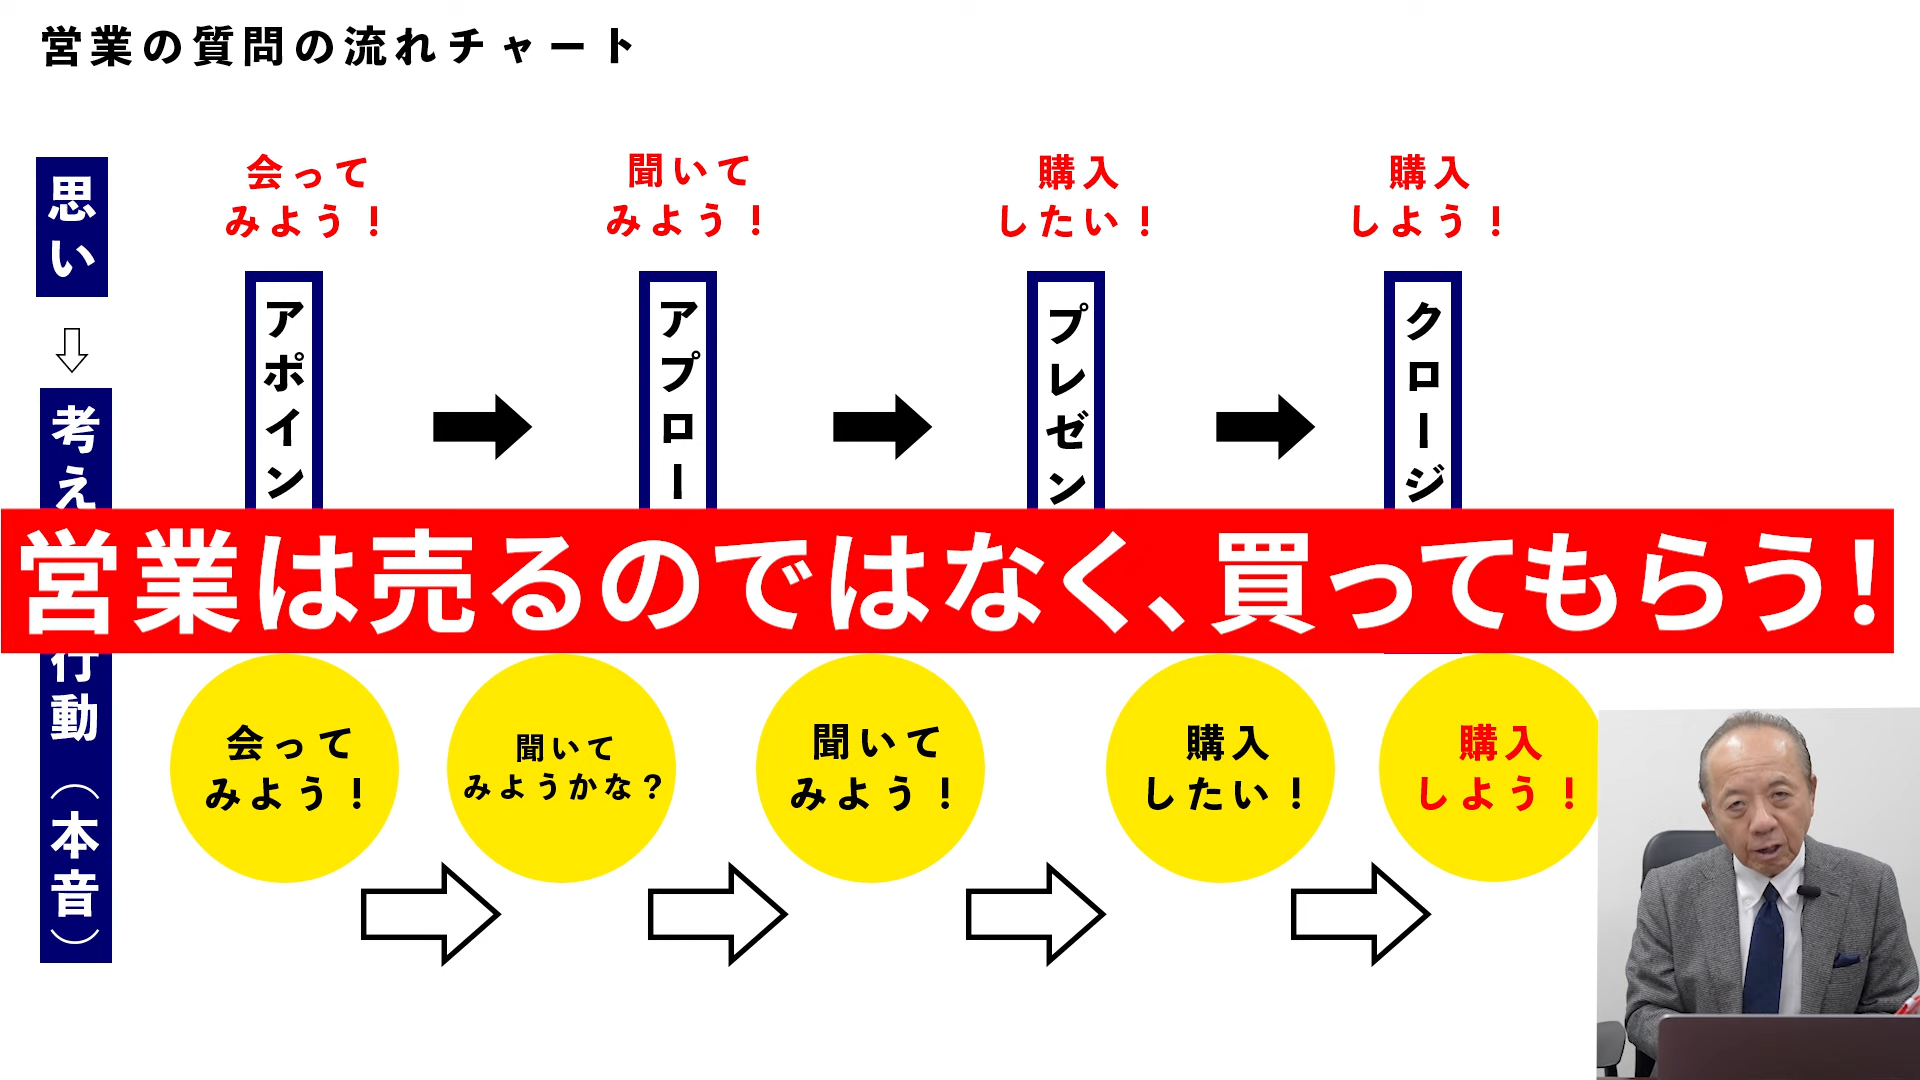 営業の質問の流れチャート
思い
会って
みよう！
聞いて
みよう！
購入
したい！
購入
しよう！
アポイン
アプロー
プレゼン
クロージ
考え
営業は売るのではなく、買ってもらう！
行動（本音）
会って
みよう！
聞いて
みようかな？
聞いて
みよう！
購入
したい！
購入
しよう！